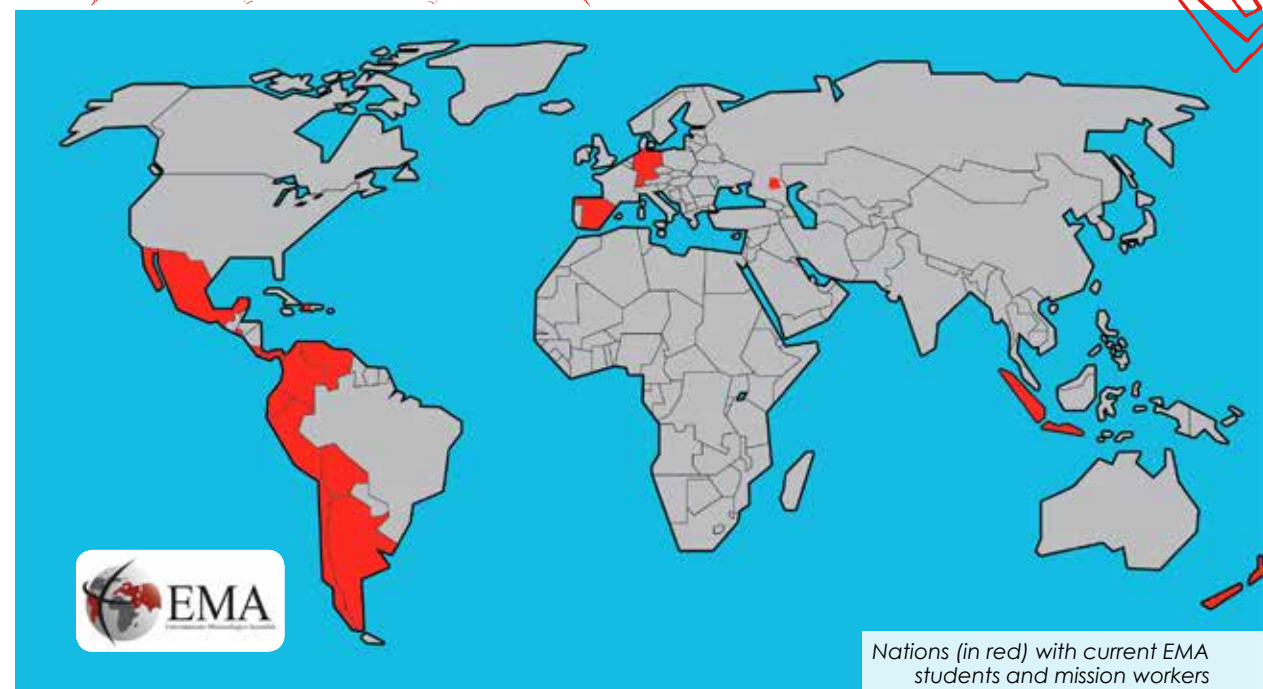 EMA
Nations (in red) with current EMA
students and mission workers